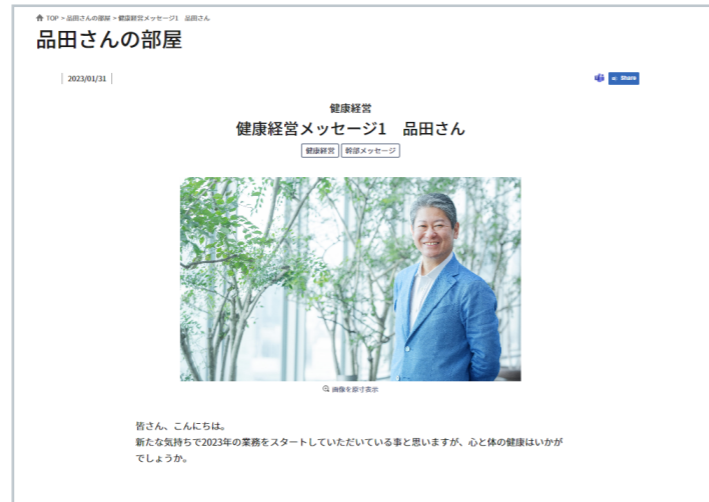 TOP > 品田さんの部屋 > 健康経営メッセージ1　品田さん
品田さんの部屋
2023/01/31
Share
健康経営
健康経営メッセージ1　品田さん
健康経営 幹部メッセージ
画像を原寸表示
皆さん、こんにちは。
新たな気持ちで2023年の業務をスタートしていただいている事と思いますが、心と体の健康はいかが
でしょうか。